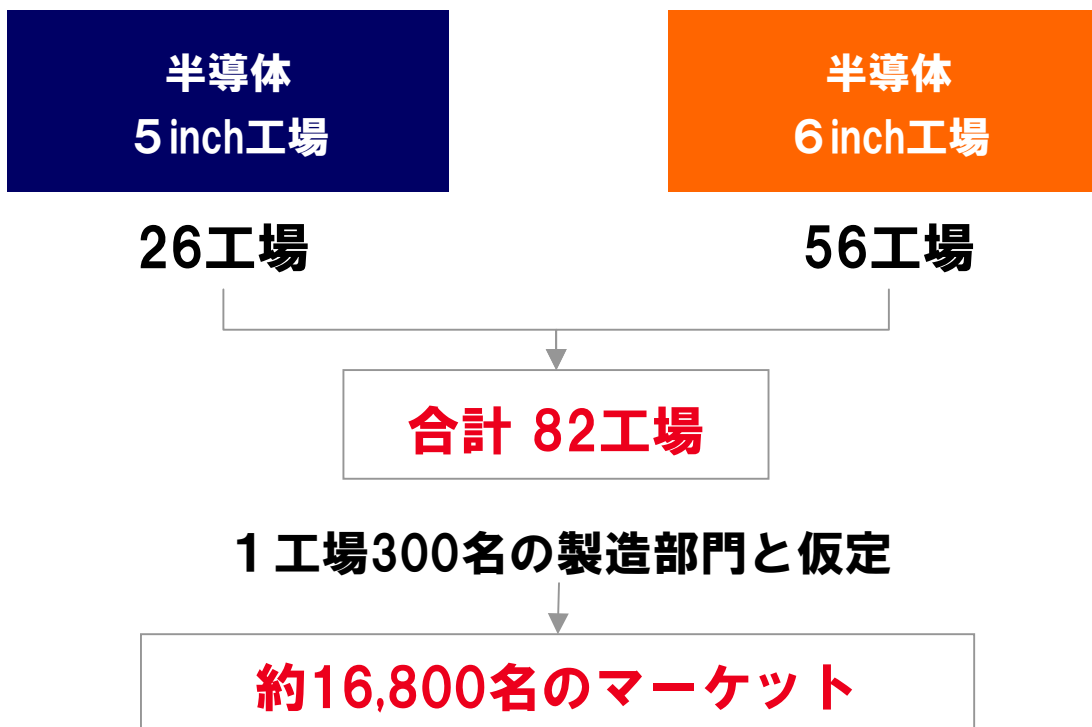 半導体
５inch工場
半導体
６inch工場
26工場
56工場
合計 82工場
１工場300名の製造部門と仮定
約16,800名のマーケット